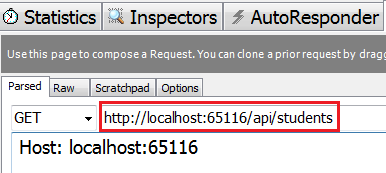 Statistics Inspectors AutoResponder
Use this page to compose a Request. You can clone a prior request by dragg
Parsed Raw Scratchpad Options
GET http://localhost:65116/api/students
Host: localhost:65116